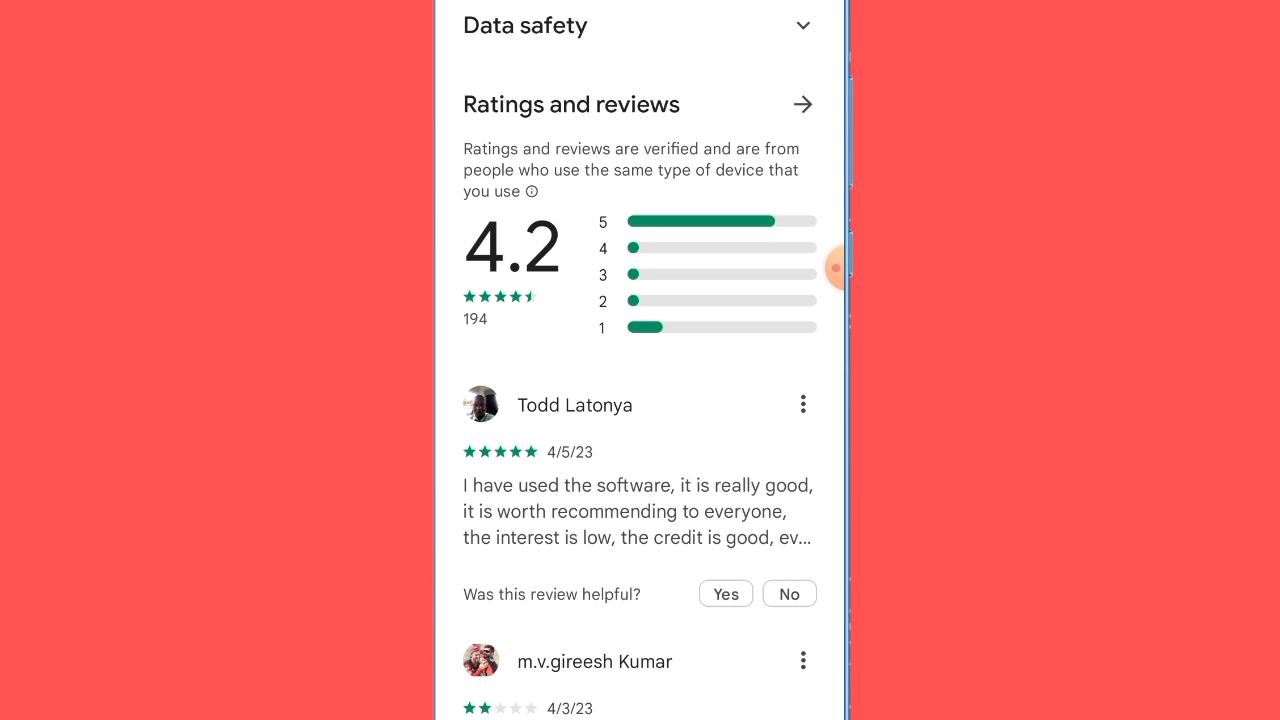 Data safety
Ratings and reviews
Ratings and reviews are verified and are from
people who use the same type of device that
you use
4.2
194
5
4
3
2
1
Todd Latonya
4/5/23
I have used the software, it is really good,
it is worth recommending to everyone,
the interest is low, the credit is good, ev...
Was this review helpful?
Yes
No
m.v.gireesh Kumar
4/3/23